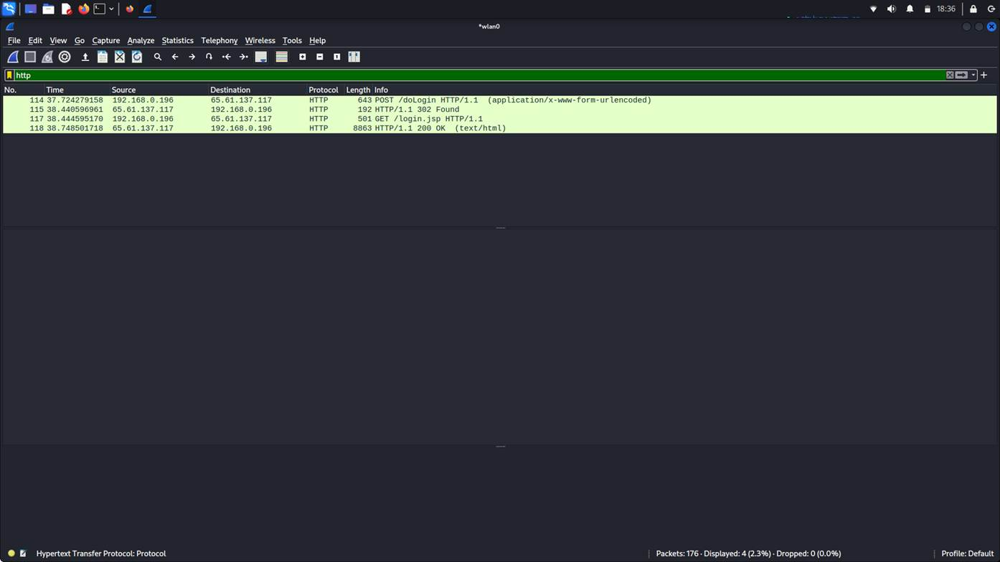 18:36
*wlan0
File Edit View Go Capture Analyze Statistics Telephony Wireless Tools Help
http
No. Time Source Destination Protocol Length Info
114 37.724279158 192.168.0.196 65.61.137.117 HTTP 643 POST /doLogin HTTP/1.1 (application/x-www-form-urlencoded)
115 38.440596961 65.61.137.117 192.168.0.196 HTTP 192 HTTP/1.1 302 Found
117 38.444595170 192.168.0.196 65.61.137.117 HTTP 501 GET /login.jsp HTTP/1.1
118 38.748501718 65.61.137.117 192.168.0.196 HTTP 8863 HTTP/1.1 200 OK (text/html)
Hypertext Transfer Protocol: Protocol Packets: 176 · Displayed: 4 (2.3%) · Dropped: 0 (0.0%) Profile: Default